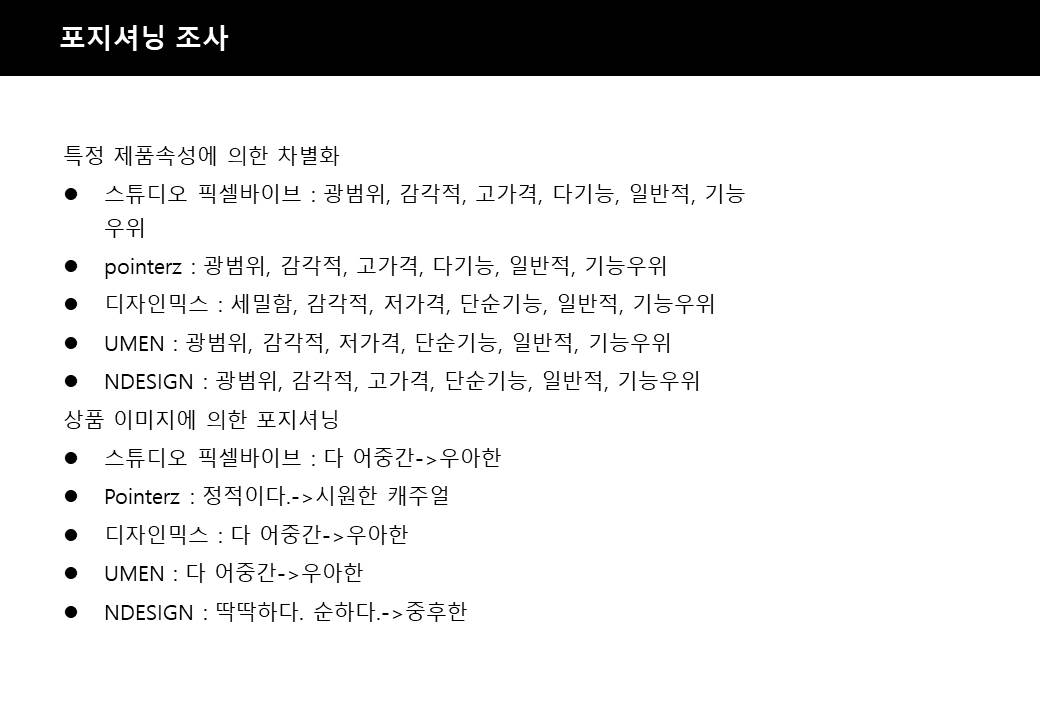 포지셔닝 조사
특정 제품속성에 의한 차별화
● 스튜디오 픽셀바이브 : 광범위, 감각적, 고가격, 다기능, 일반적, 기능
우위
● pointerz : 광범위, 감각적, 고가격, 다기능, 일반적, 기능우위
● 디자인믹스 : 세밀함, 감각적, 저가격, 단순기능, 일반적, 기능우위
● UMEN : 광범위, 감각적, 저가격, 단순기능, 일반적, 기능우위
● NDESIGN : 광범위, 감각적, 고가격, 단순기능, 일반적, 기능우위
상품 이미지에 의한 포지셔닝
● 스튜디오 픽셀바이브 : 다 어중간->우아한
● Pointerz : 정적이다.->시원한 캐주얼
● 디자인믹스 : 다 어중간->우아한
● UMEN : 다 어중간->우아한
● NDESIGN : 딱딱하다. 순하다.->중후한